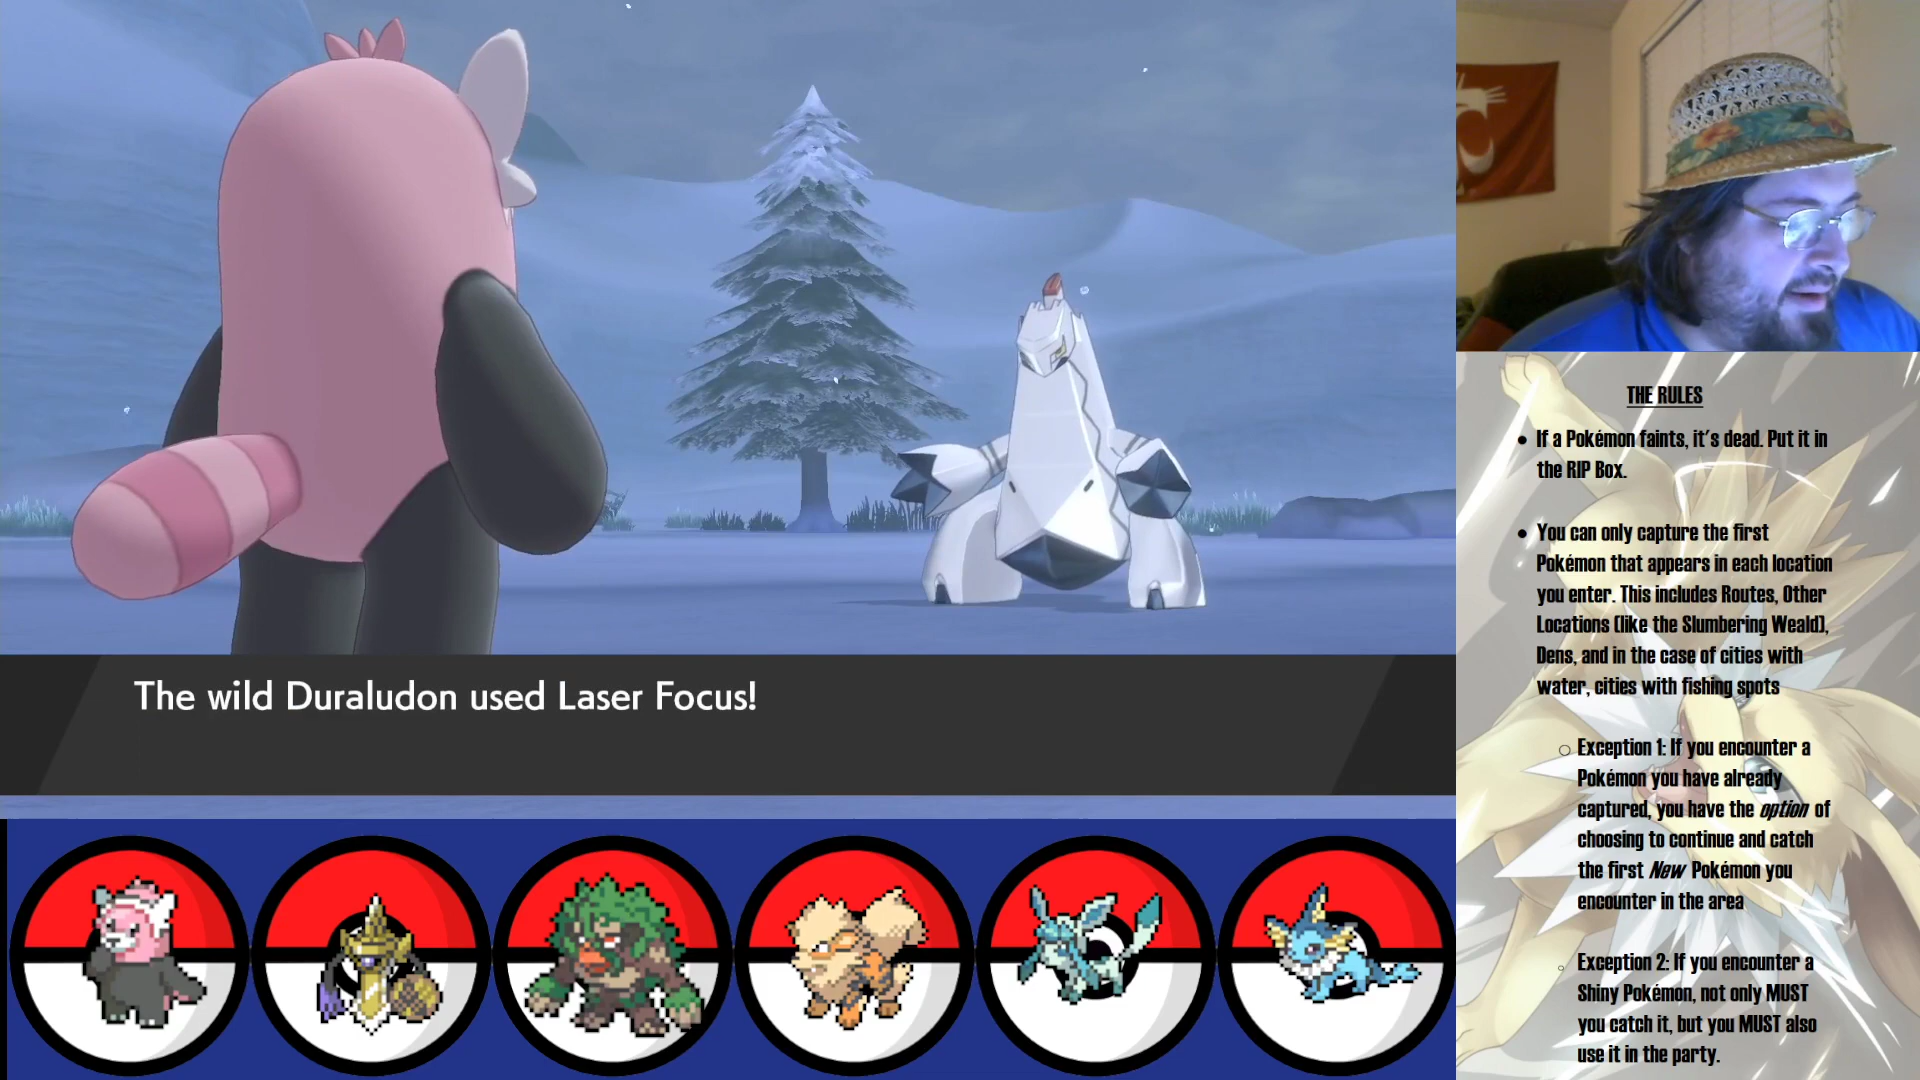 The wild Duraludon used Laser Focus!
THE RULES
• If a Pokémon faints, it's dead. Put it in
the RIP Box.
• You can only capture the first
Pokémon that appears in each location
you enter. This includes Routes, Other
Locations (like the Slumbering Weald),
Dens, and in the case of cities with
water, cities with fishing spots
○ Exception 1: If you encounter a
Pokémon you have already
captured, you have the option of
choosing to continue and catch
the first New Pokémon you
encounter in the area
○ Exception 2: If you encounter a
Shiny Pokémon, not only MUST
you catch it, but you MUST also
use it in the party.